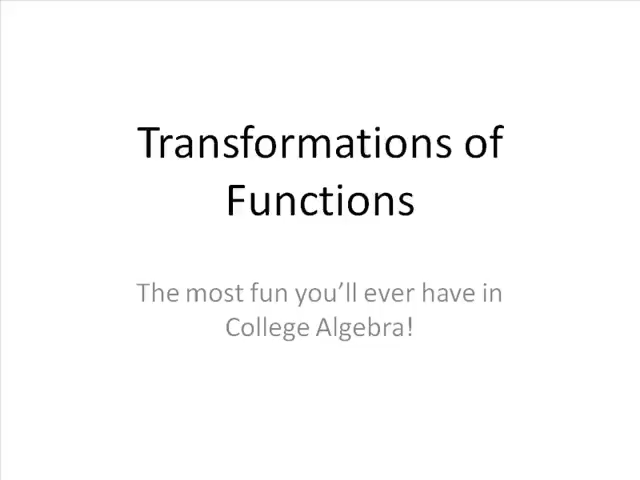 Transformations of
Functions
The most fun you’ll ever have in
College Algebra!